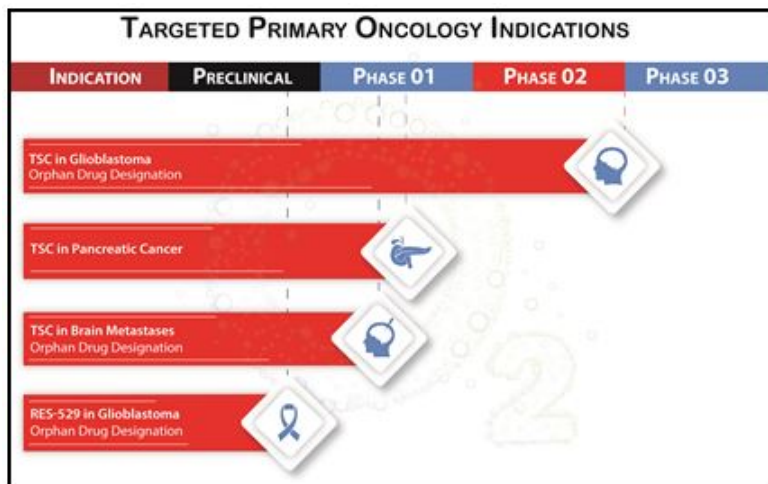 TARGETED PRIMARY ONCOLOGY INDICATIONS
INDICATION PRECLINICAL PHASE 01 PHASE 02 PHASE 03
TSC in Glioblastoma
Orphan Drug Designation
TSC in Pancreatic Cancer
TSC in Brain Metastases
Orphan Drug Designation
RES-529 in Glioblastoma
Orphan Drug Designation
2